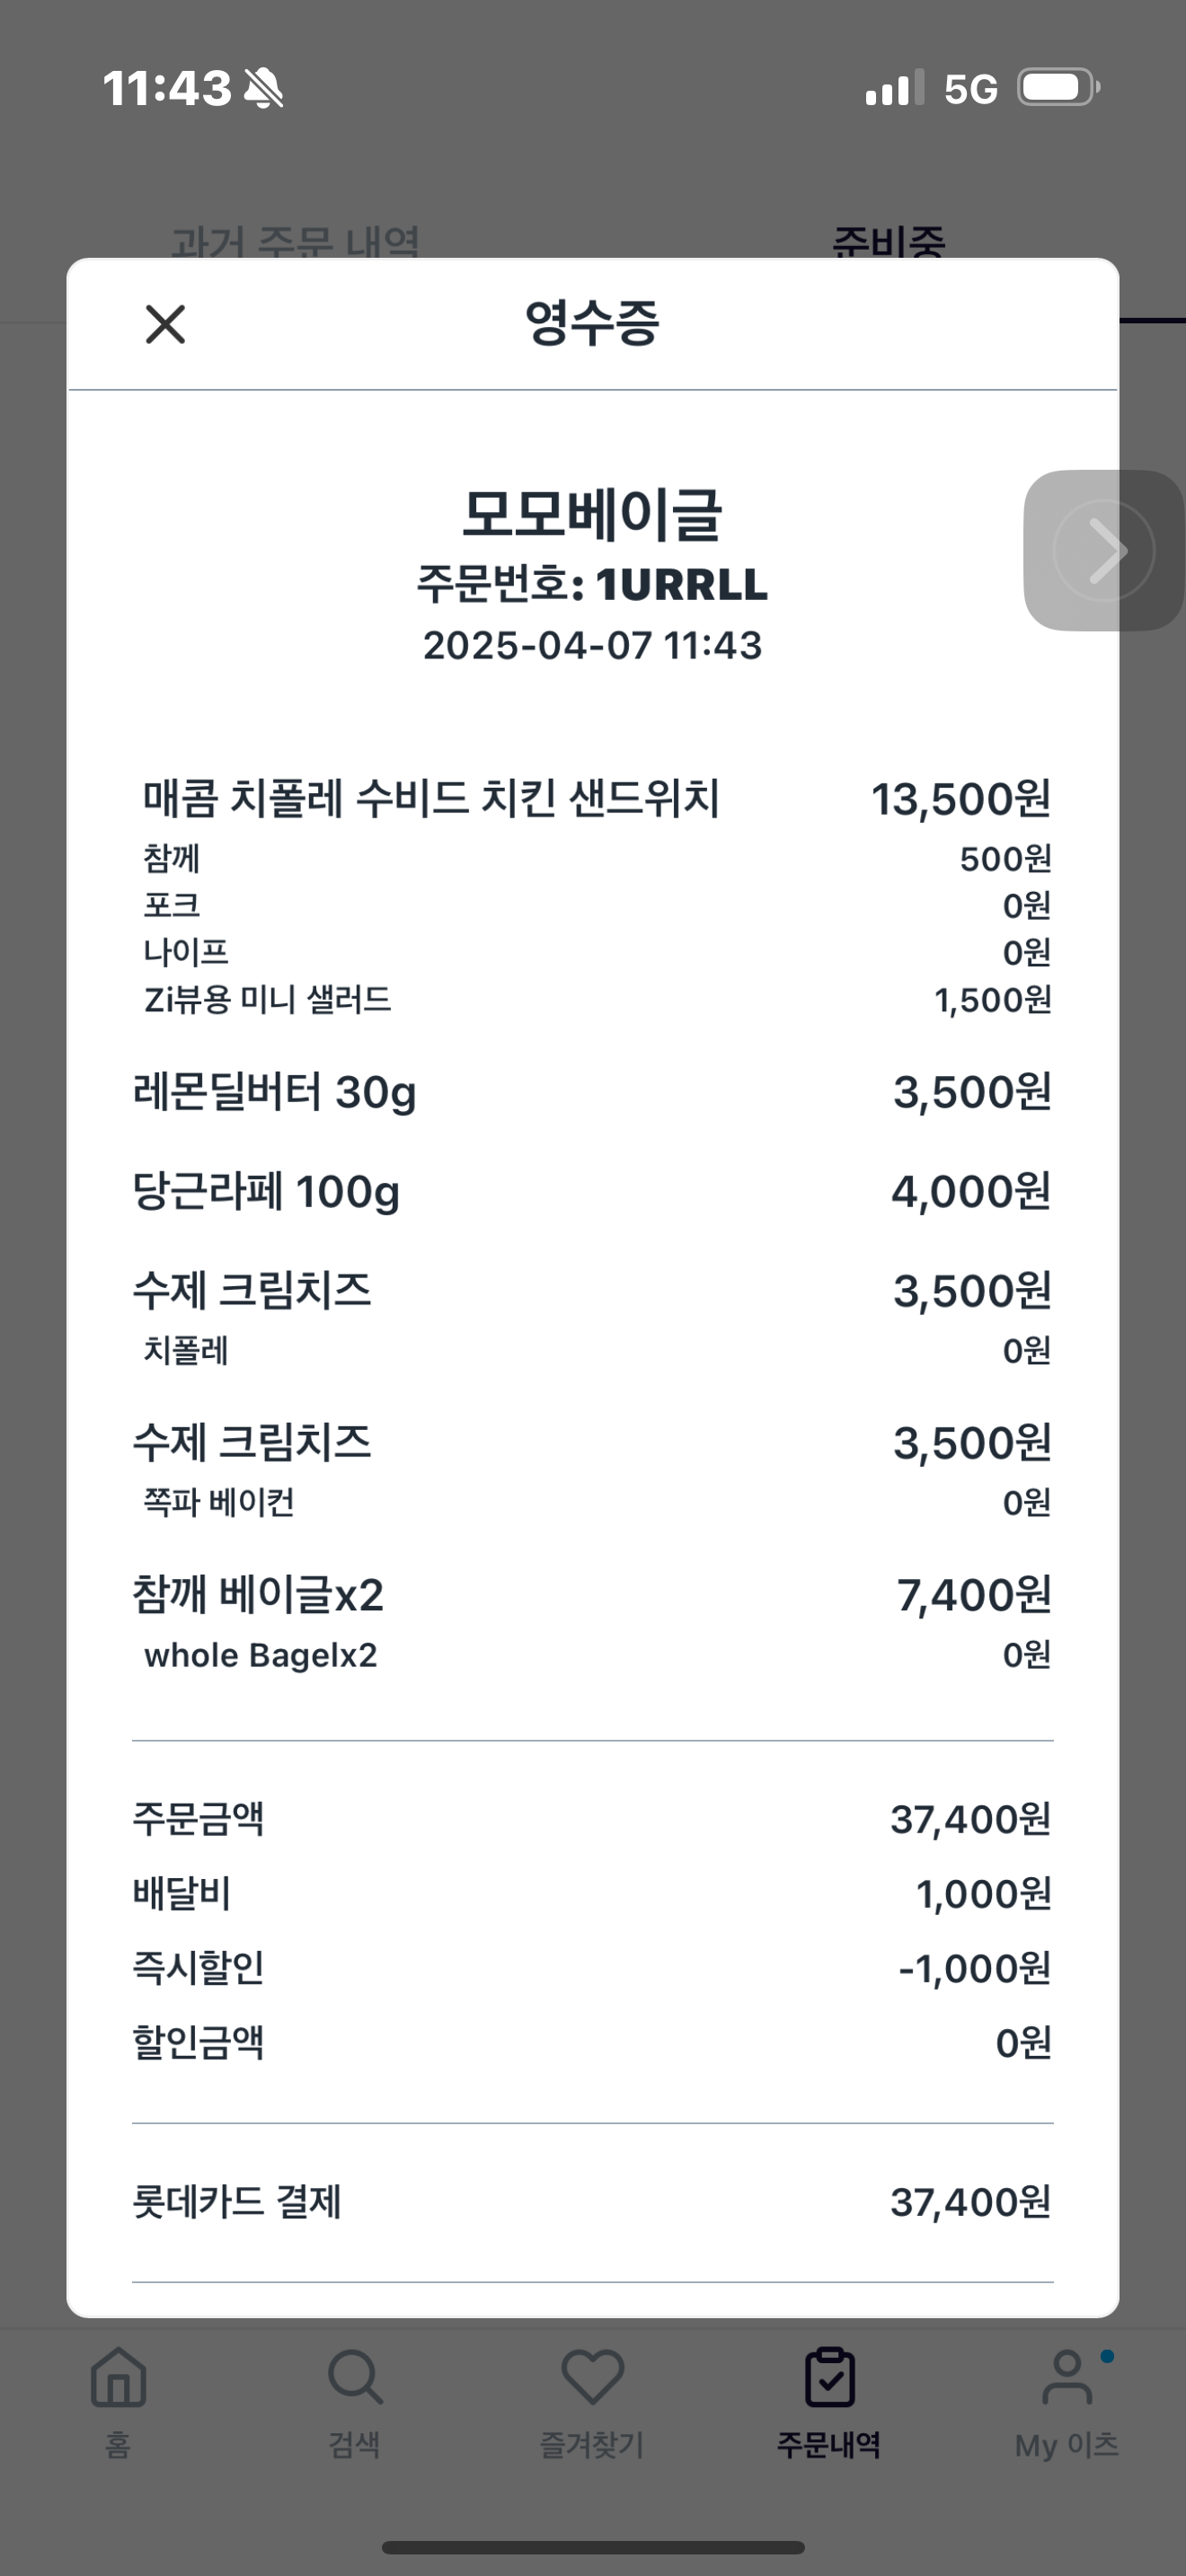 11:43
5G
과거 주문 내역
준비중
영수증
모모베이글
주문번호: 1URRLL
2025-04-07 11:43
매콤 치폴레 수비드 치킨 샌드위치 13,500원
참께 500원
포크 0원
나이프 0원
Zi뷰용 미니 샐러드 1,500원
레몬딜버터 30g 3,500원
당근라페 100g 4,000원
수제 크림치즈 3,500원
치폴레 0원
수제 크림치즈 3,500원
쪽파 베이컨 0원
참깨 베이글x2 7,400원
whole Bagelx2 0원
주문금액 37,400원
배달비 1,000원
즉시할인 -1,000원
할인금액 0원
롯데카드 결제 37,400원
홈
검색
즐겨찾기
주문내역
My 이츠